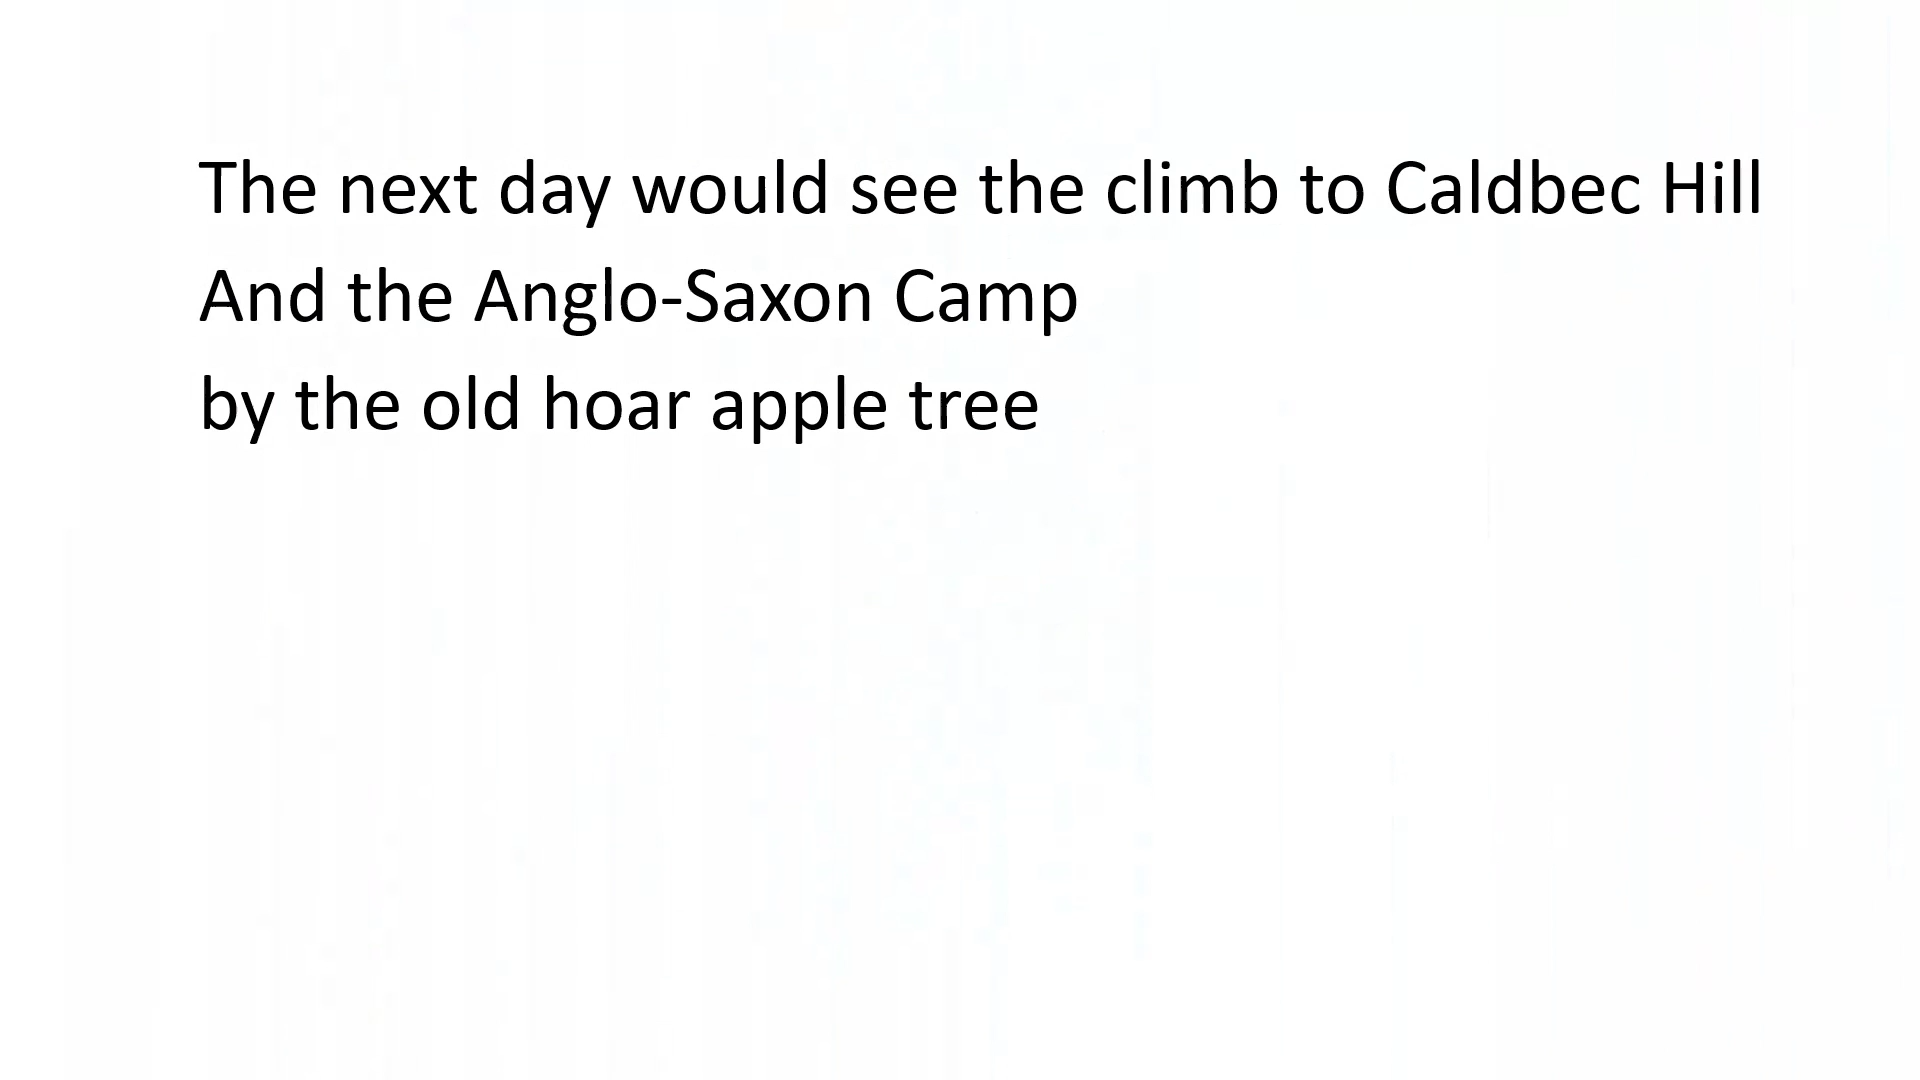 The next day would see the climb to Caldbec Hill
And the Anglo-Saxon Camp
by the old hoar apple tree